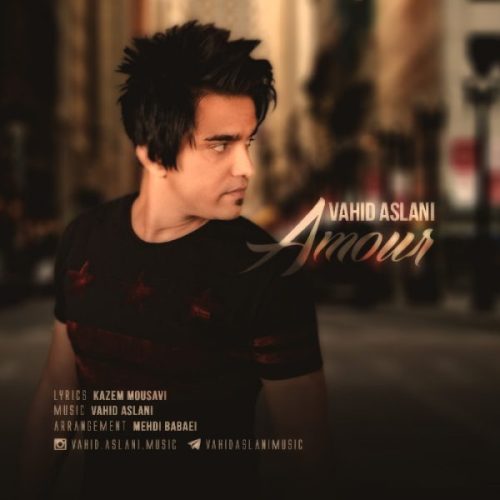 VAHID ASLANI
Amour
LYRICS KAZEM MOUSAVI
MUSIC VAHID ASLANI
ARRANGEMENT MEHDI BABAEI
VAHID.ASLANI.MUSIC VAHIDASLANIMUSIC